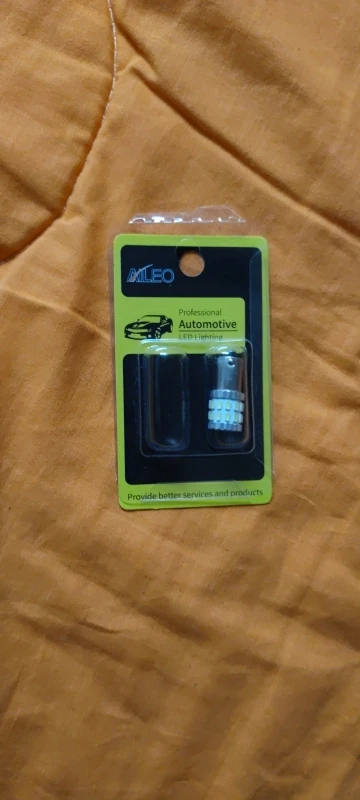 AILEO
Professional
Automotive
LED Lighting
Provide better services and products